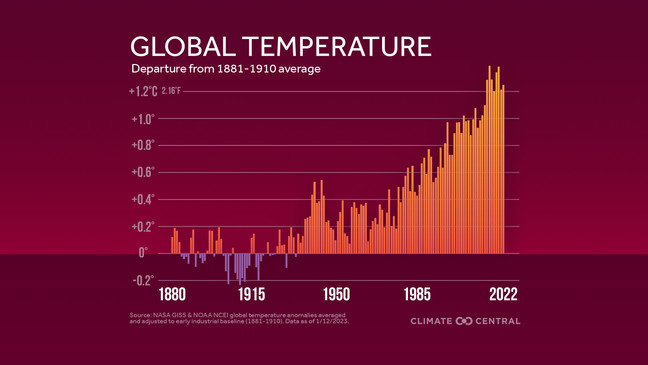 GLOBAL TEMPERATURE
Departure from 1881-1910 average
+1.2°C 2.16°F
+1.0°
+0.8°
+0.6°
+0.4°
+0.2°
0°
-0.2°
1880 1915 1950 1985 2022
Source: NASA GISS & NOAA NCEI global temperature anomalies averaged
and adjusted to early industrial baseline (1881-1910). Data as of 1/12/2023.
CLIMATE CENTRAL